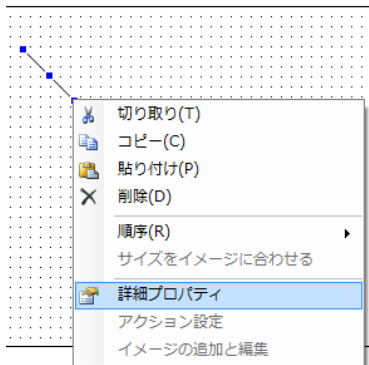 切り取り(T)
コピー(C)
貼り付け(P)
削除(D)
順序(R)
サイズをイメージに合わせる
詳細プロパティ
アクション設定
イメージの追加と編集